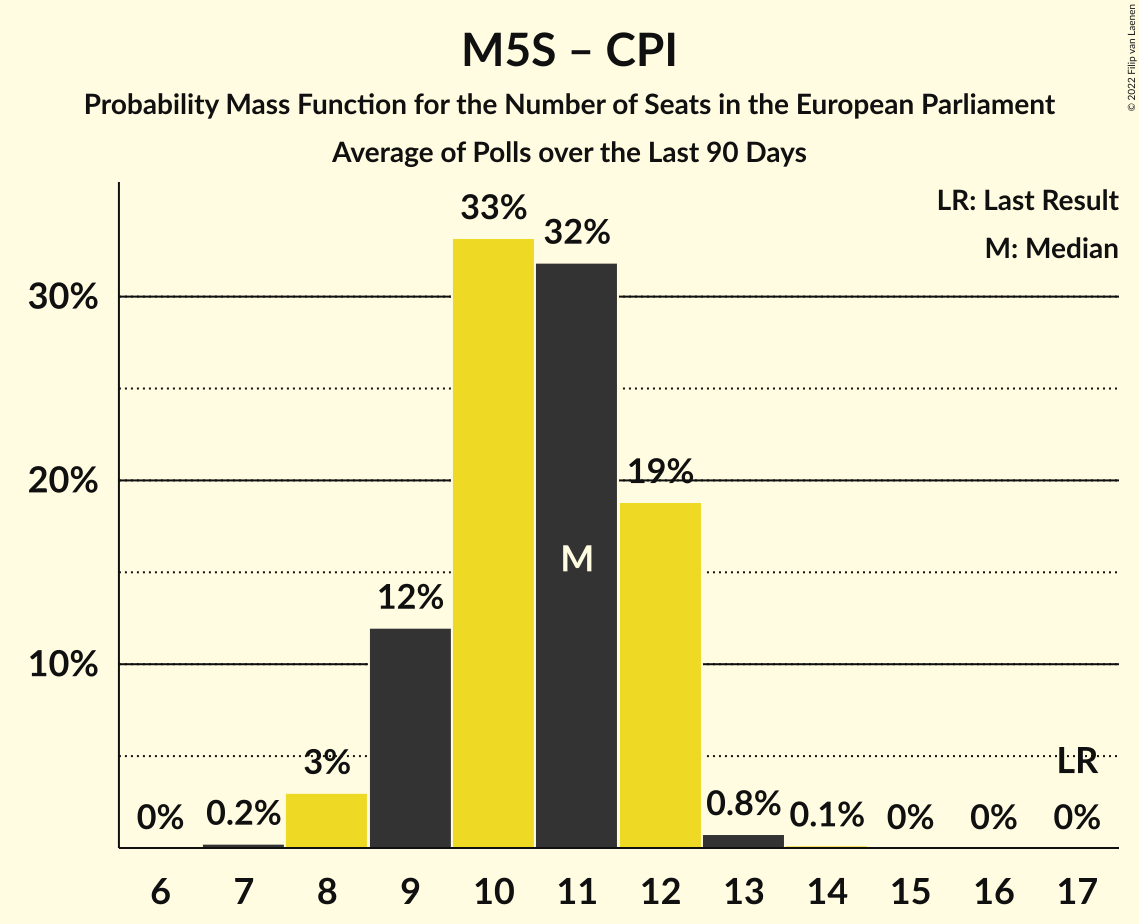 M5S – CPI
Probability Mass Function for the Number of Seats in the European Parliament
Average of Polls over the Last 90 Days
© 2022 Filip van Laenen
LR: Last Result
M: Median
30%
20%
10%
0%
0.2%
3%
12%
33%
32%
M
19%
0.8%
0.1%
0%
0%
LR
0%
6 7 8 9 10 11 12 13 14 15 16 17